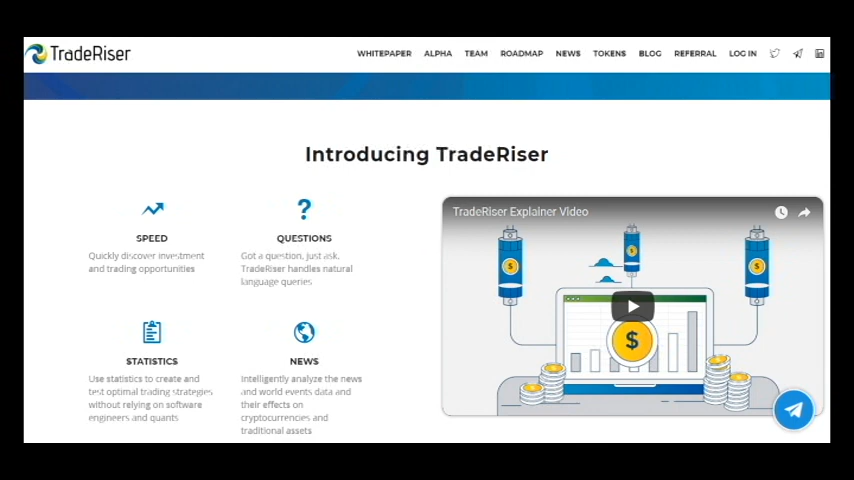 TradeRiser
WHITEPAPER ALPHA TEAM ROADMAP NEWS TOKENS BLOG REFERRAL LOG IN
Introducing TradeRiser
SPEED
Quickly discover investment
and trading opportunities
QUESTIONS
Got a question, just ask.
TradeRiser handles natural
language queries
STATISTICS
Use statistics to create and
test optimal trading strategies
without relying on software
engineers and quants
NEWS
Intelligently analyze the news
and world events data and
their effects on
cryptocurrencies and
traditional assets
TradeRiser Explainer Video
$
$
$
$